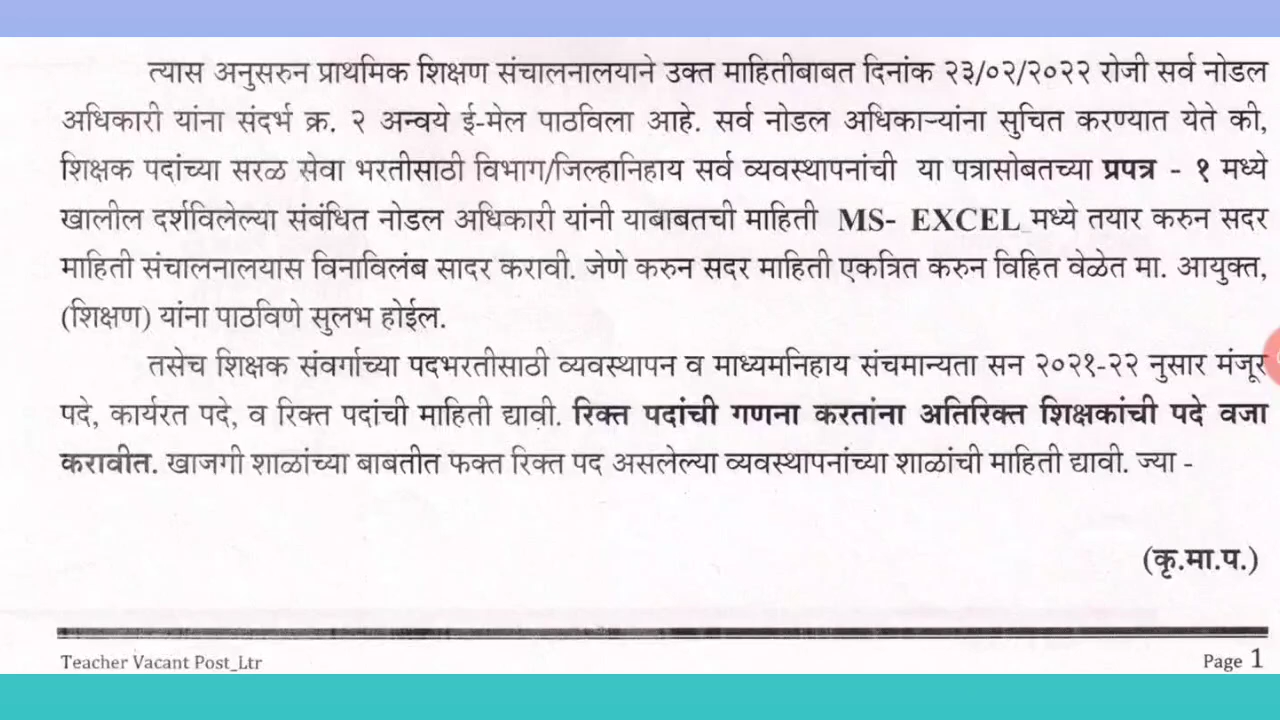 त्यास अनुसरुन प्राथमिक शिक्षण संचालनालयाने उक्त माहितीबाबत दिनांक २३/०२/२०२२ रोजी सर्व नोडल
अधिकारी यांना संदर्भ क्र. २ अन्वये ई-मेल पाठविला आहे. सर्व नोडल अधिकाऱ्यांना सुचित करण्यात येते की,
शिक्षक पदांच्या सरळ सेवा भरतीसाठी विभाग/जिल्हानिहाय सर्व व्यवस्थापनांची या पत्रासोबतच्या प्रपत्र - १ मध्ये
खालील दर्शविलेल्या संबंधित नोडल अधिकारी यांनी याबाबतची माहिती MS- EXCEL मध्ये तयार करुन सदर
माहिती संचालनालयास विनाविलंब सादर करावी. जेणे करुन सदर माहिती एकत्रित करुन विहित वेळेत मा. आयुक्त,
(शिक्षण) यांना पाठविणे सुलभ होईल.
तसेच शिक्षक संवर्गाच्या पदभरतीसाठी व्यवस्थापन व माध्यमनिहाय संचमान्यता सन २०२१-२२ नुसार मंजूर
पदे, कार्यरत पदे, व रिक्त पदांची माहिती द्यावी. रिक्त पदांची गणना करतांना अतिरिक्त शिक्षकांची पदे वजा
करावीत. खाजगी शाळांच्या बाबतीत फक्त रिक्त पद असलेल्या व्यवस्थापनांच्या शाळांची माहिती द्यावी. ज्या -
(कृ.मा.प.)
Teacher Vacant Post_Ltr
Page 1